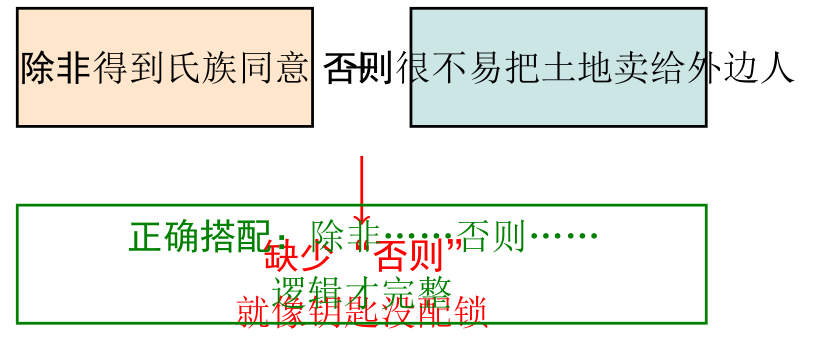 除非得到氏族同意
+
否则很不易把土地卖给外边人
正确搭配：除非……否则……
缺少“否则”
逻辑才完整
就像钥匙没配锁